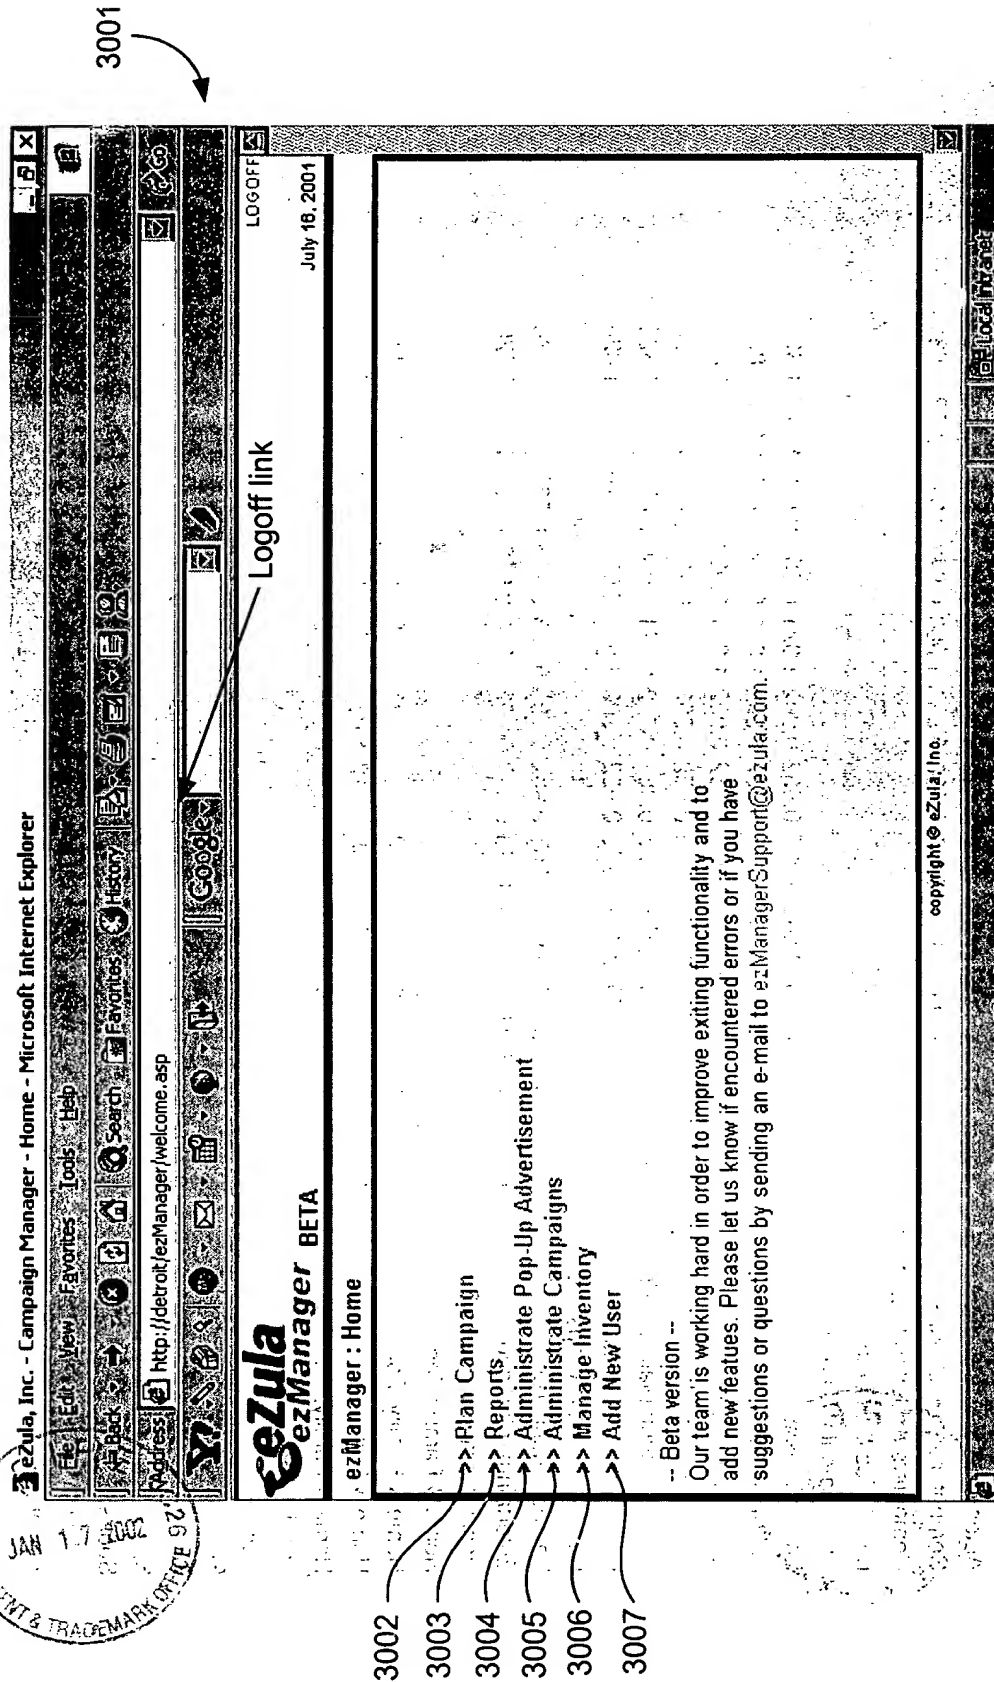 3001
eZula, Inc. - Campaign Manager - Home - Microsoft Internet Explorer
File Edit View Favorites Tools Help
Back Search Favorites History
Address http://detroit/ezManager/welcome.asp Go
Y! Google
Logoff link
eZula
ezManager BETA
LOGOFF
July 16, 2001
ezManager : Home
3002 >> Plan Campaign
3003 >> Reports
3004 >> Administrate Pop-Up Advertisement
3005 >> Administrate Campaigns
3006 >> Manage Inventory
3007 >> Add New User
-- Beta version --
Our team is working hard in order to improve exiting functionality and to
add new features. Please let us know if encountered errors or if you have
suggestions or questions by sending an e-mail to ezManagerSupport@ezula.com.
copyright © eZula, Inc.
Local intranet
JAN 17 2002
26
& TRADEMARK OFFICE